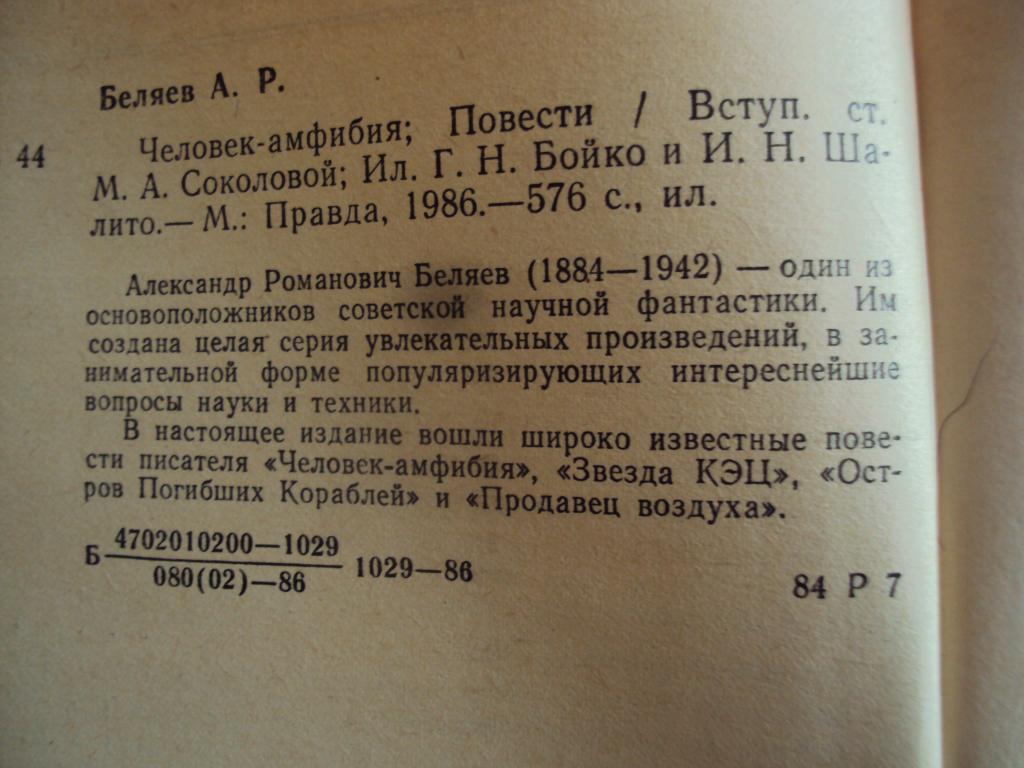 Беляев А. Р.
44 Человек-амфибия; Повести / Вступ. ст.
М. А. Соколовой; Ил. Г. Н. Бойко и И. Н. Ша-
лито.— М.: Правда, 1986.—576 с., ил.
Александр Романович Беляев (1884—1942) — один из
основоположников советской научной фантастики. Им
создана целая серия увлекательных произведений, в за-
нимательной форме популяризирующих интереснейшие
вопросы науки и техники.
В настоящее издание вошли широко известные пове-
сти писателя «Человек-амфибия», «Звезда КЭЦ», «Ост-
ров Погибших Кораблей» и «Продавец воздуха».
Б 4702010200—1029
080(02)—86 1029—86
84 Р 7